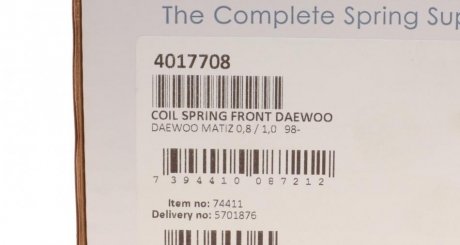 The Complete Spring
4017708
COIL SPRING FRONT DAEWOO
DAEWOO MATIZ 0,8 / 1,0 98-
7 394410 087212
Item no: 74411
Delivery no: 5701876